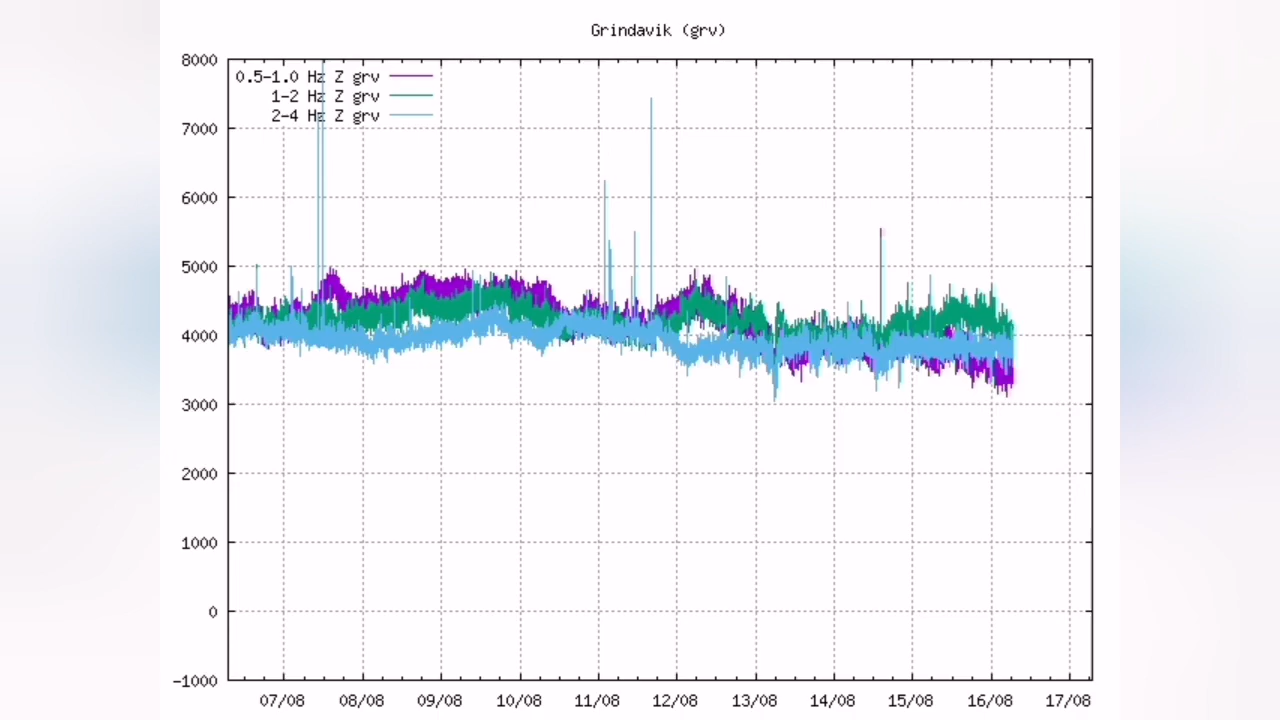 Grindavik (grv)
8000
0.5-1.0 Hz Z grv
1-2 Hz Z grv
2-4 Hz Z grv
7000
6000
5000
4000
3000
2000
1000
0
-1000
07/08 08/08 09/08 10/08 11/08 12/08 13/08 14/08 15/08 16/08 17/08